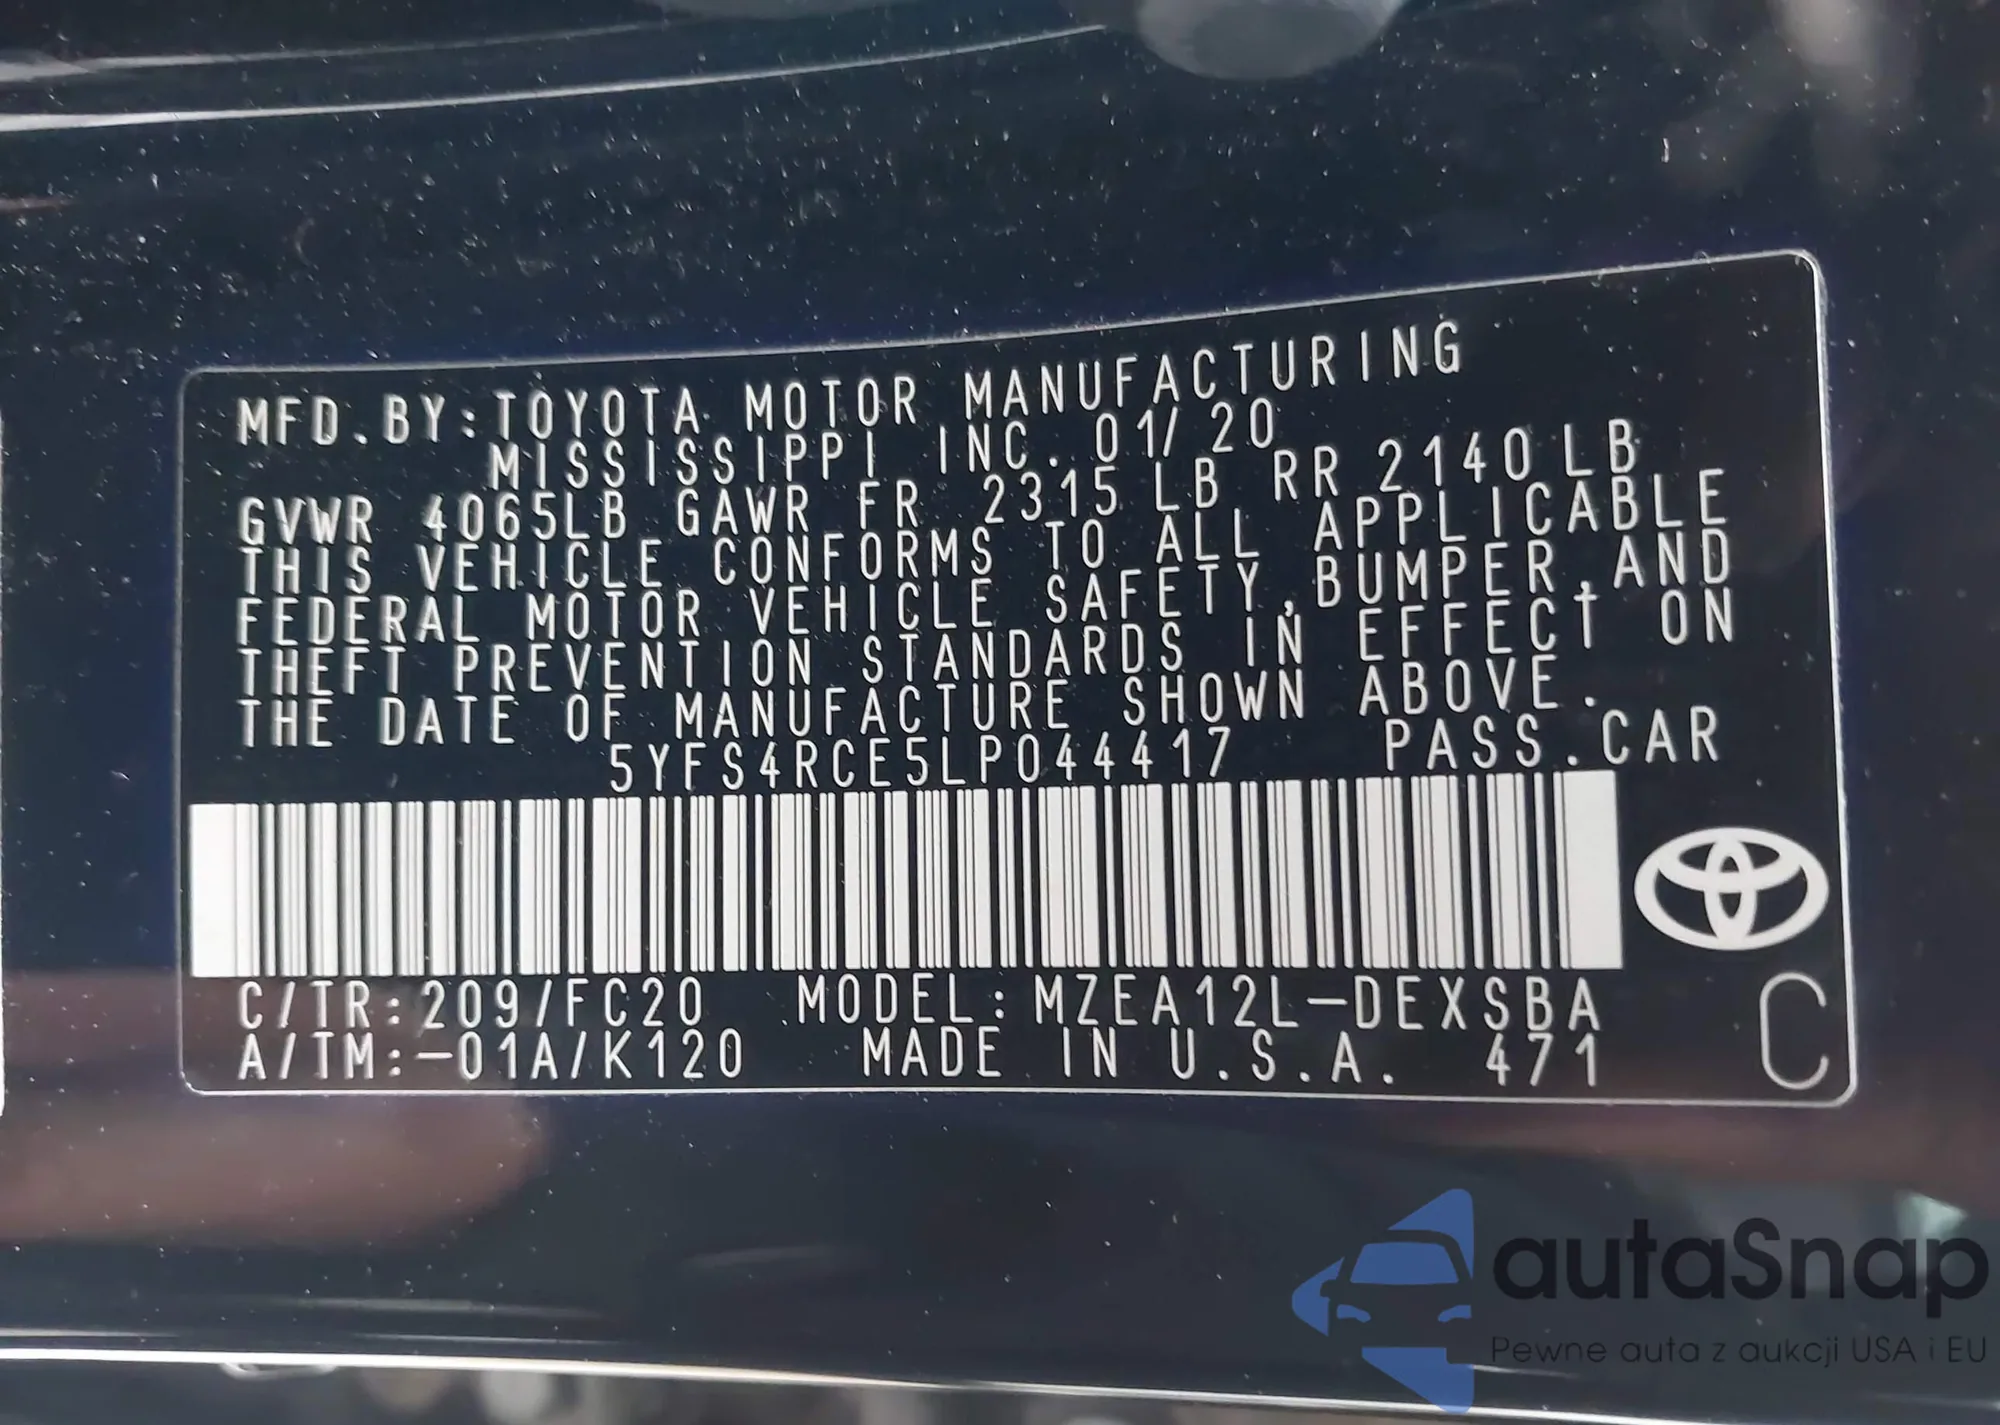 MFD.BY:TOYOTA MOTOR MANUFACTURING
MISSISSIPPI INC. 01/20
GVWR 4065LB GAWR FR 2315 LB RR 2140 LB
THIS VEHICLE CONFORMS TO ALL APPLICABLE
FEDERAL MOTOR VEHICLE SAFETY,BUMPER,AND
THEFT PREVENTION STANDARDS IN EFFECT ON
THE DATE OF MANUFACTURE SHOWN ABOVE.
5YFS4RCE5LP044417 PASS.CAR
C/TR:209/FC20 MODEL:MZEA12L-DEXSBA
A/TM:-01A/K120 MADE IN U.S.A. 471
C
autaSnap
Pewne auta z aukcji USA i EU